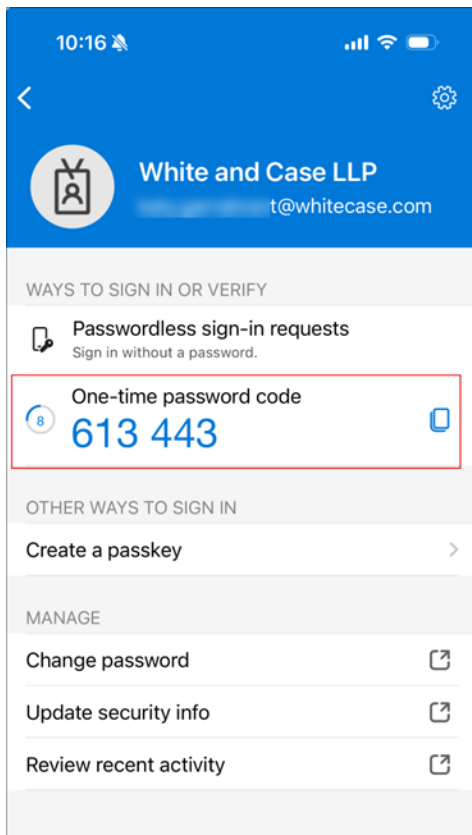 10:16
White and Case LLP
t@whitecase.com
WAYS TO SIGN IN OR VERIFY
Passwordless sign-in requests
Sign in without a password.
One-time password code
8
613 443
OTHER WAYS TO SIGN IN
Create a passkey
MANAGE
Change password
Update security info
Review recent activity